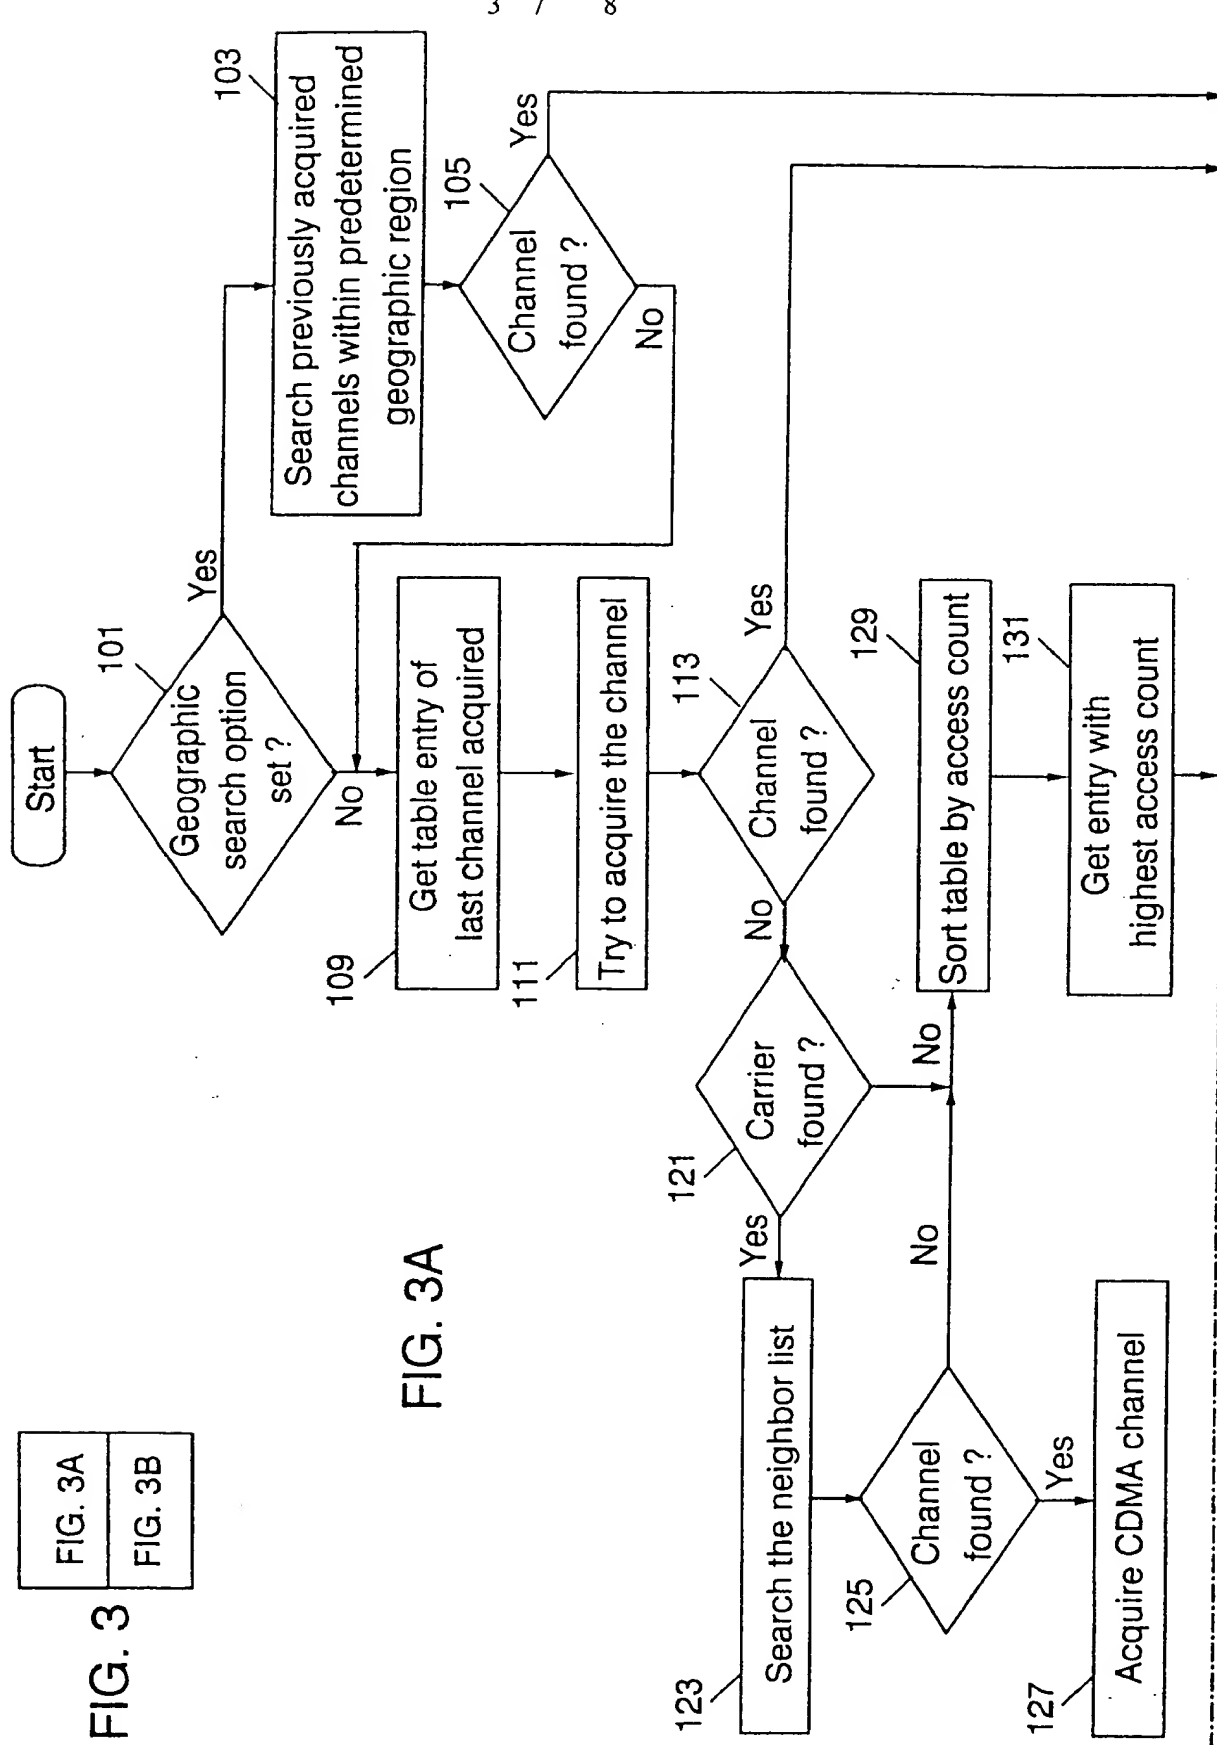 3 / 8
FIG. 3
FIG. 3A
FIG. 3B
FIG. 3A
Start
101
Geographic
search option
set ?
Yes
No
103
Search previously acquired
channels within predetermined
geographic region
105
Channel
found ?
Yes
No
109
Get table entry of
last channel acquired
111
Try to acquire the channel
113
Channel
found ?
Yes
No
121
Carrier
found ?
Yes
No
123
Search the neighbor list
125
Channel
found ?
No
Yes
127
Acquire CDMA channel
129
Sort table by access count
131
Get entry with
highest access count